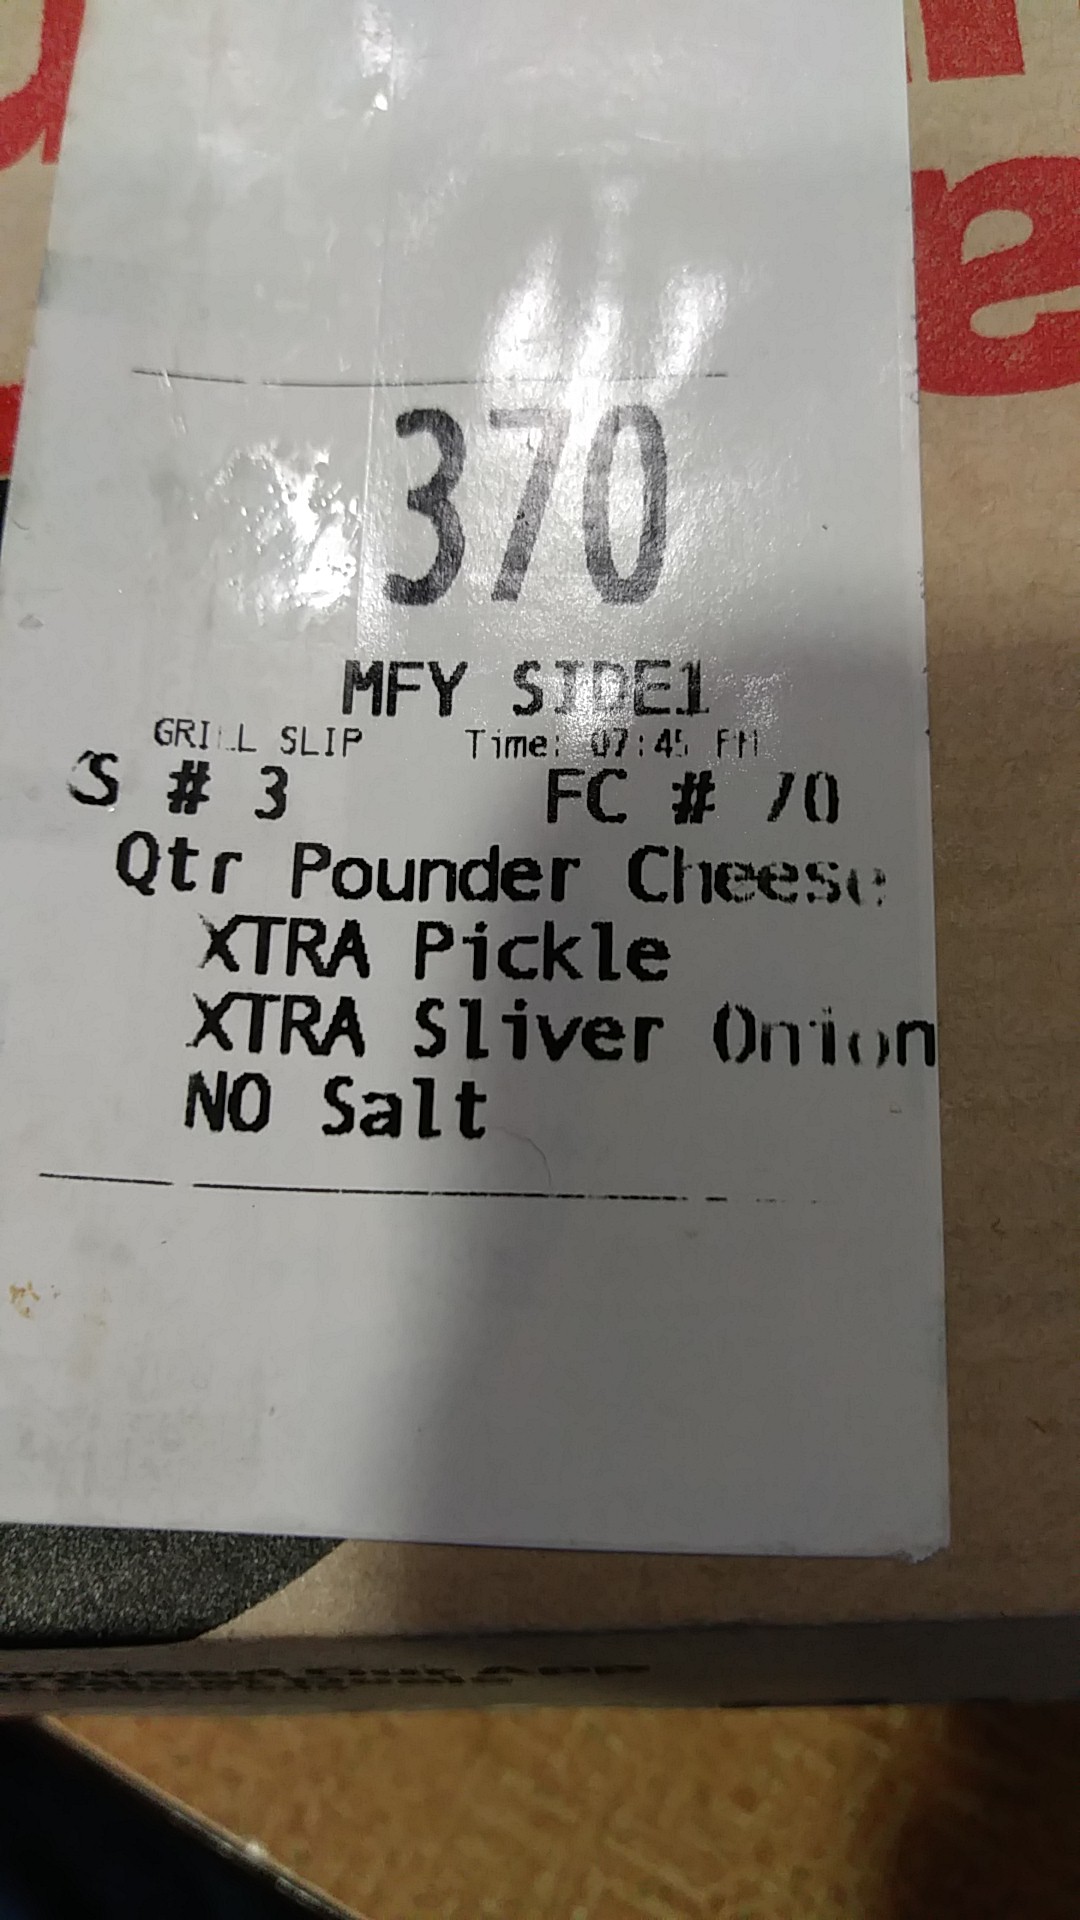 370
MFY SIDE1
GRILL SLIP Time: 07:45 PM
S # 3 FC # 70
Qtr Pounder Cheese
XTRA Pickle
XTRA Sliver Onion
NO Salt